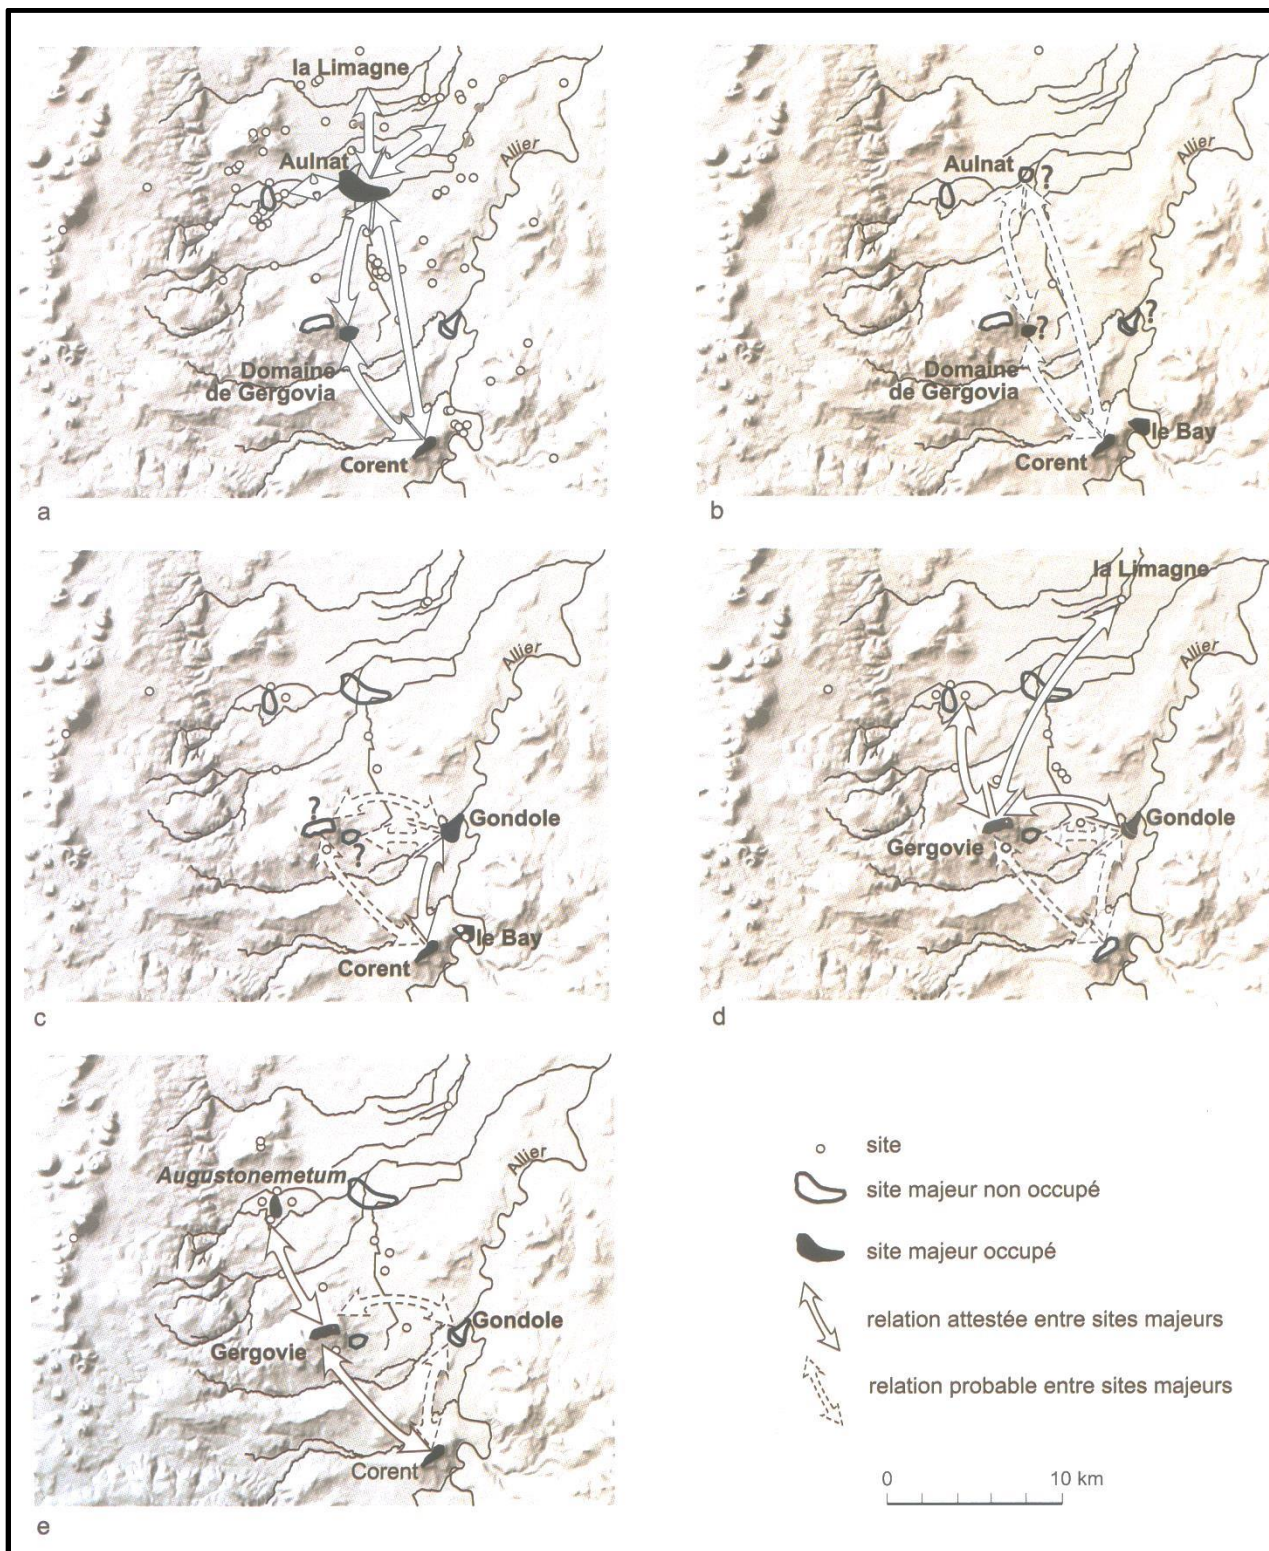 la Limagne
Aulnat
Allier
Domaine
de Gergovia
Corent
a
Aulnat
?
Allier
?
?
Domaine
de Gergovia
le Bay
Corent
b
Allier
?
Gondole
?
le Bay
Corent
c
la Limagne
Allier
Gondole
Gergovie
d
Allier
Augustonemetum
Gondole
Gergovie
Corent
e
site
site majeur non occupé
site majeur occupé
relation attestée entre sites majeurs
relation probable entre sites majeurs
0 10 km